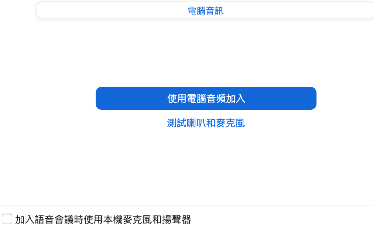 電腦音訊
使用電腦音頻加入
測試喇叭和麥克風
加入語音會議時使用本機麥克風和揚聲器